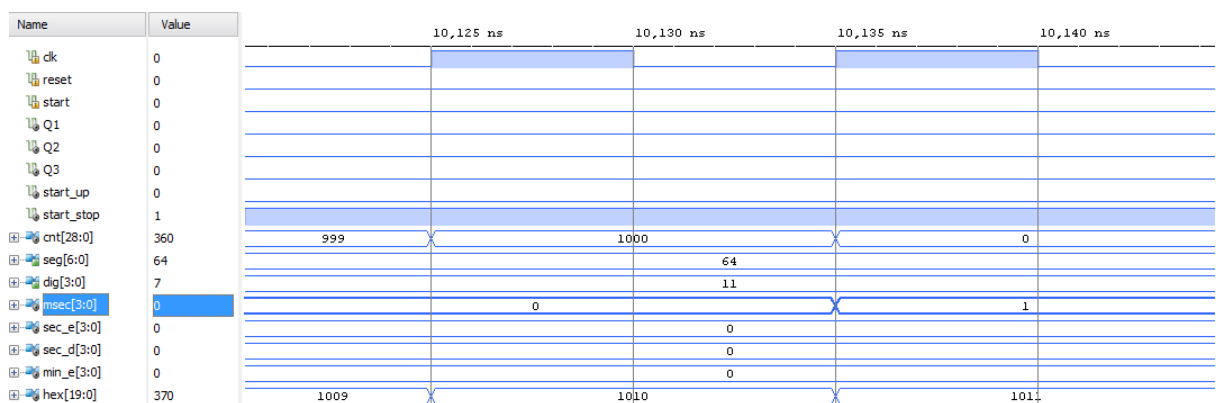 Name Value
10,125 ns 10,130 ns 10,135 ns 10,140 ns
clk 0
reset 0
start 0
Q1 0
Q2 0
Q3 0
start_up 0
start_stop 1
cnt[28:0] 360 999 1000 0
seg[6:0] 64 64
dig[3:0] 7 11
msec[3:0] 0 0 1
sec_e[3:0] 0 0
sec_d[3:0] 0 0
min_e[3:0] 0 0
hex[19:0] 370 1009 1010 1011